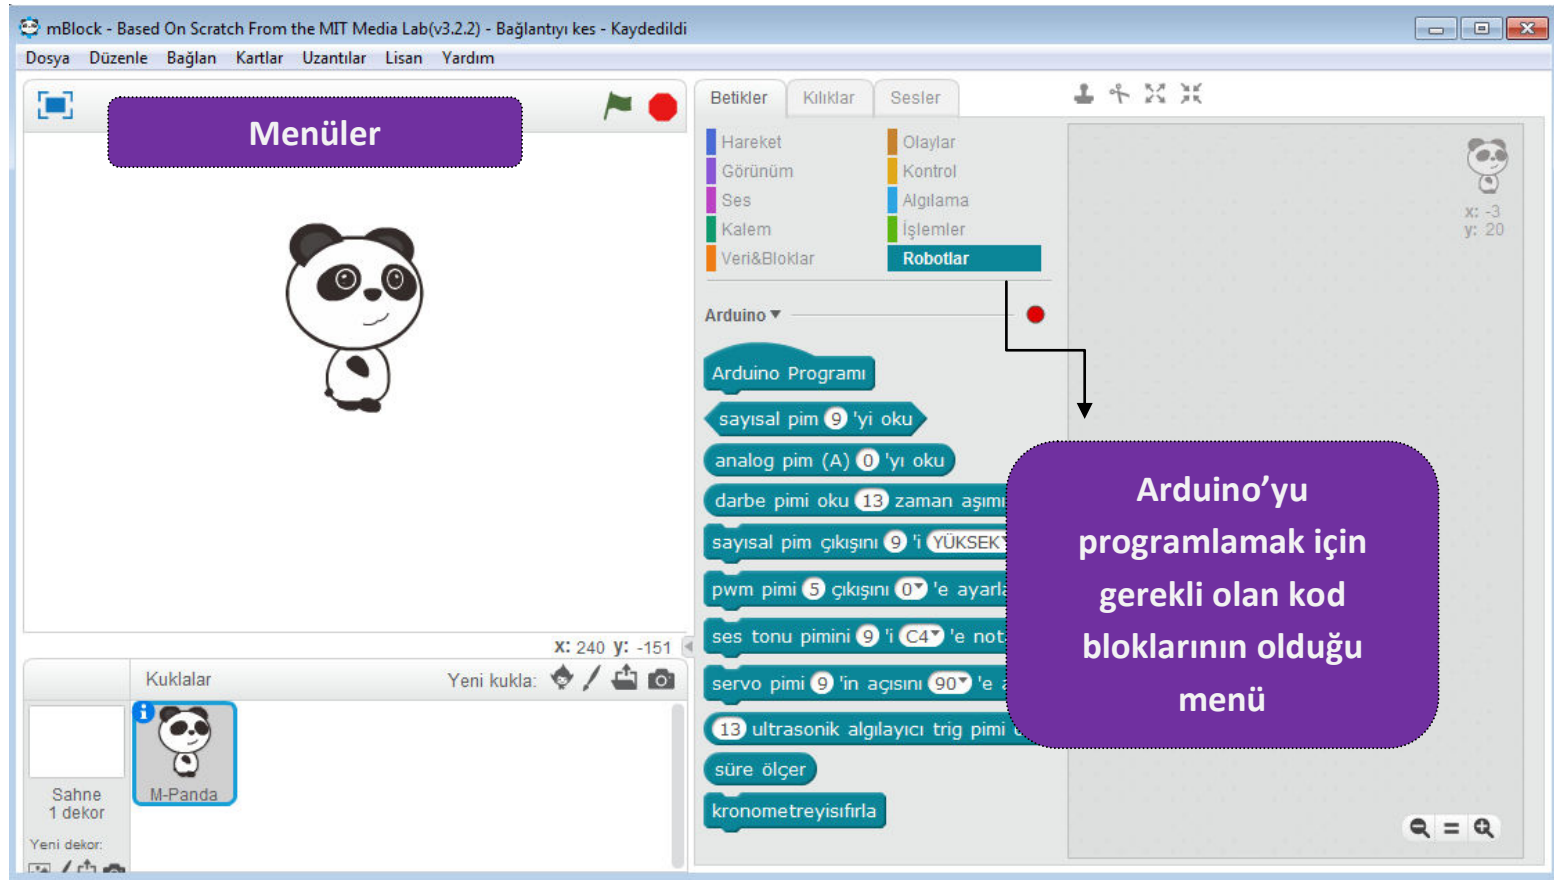 mBlock - Based On Scratch From the MIT Media Lab(v3.2.2) - Bağlantıyı kes - Kaydedildi
Dosya Düzenle Bağlan Kartlar Uzantılar Lisan Yardım
Menüler
Betikler Kılıklar Sesler
Hareket Olaylar
Görünüm Kontrol
Ses Algılama
Kalem İşlemler
Veri&Bloklar Robotlar
x: -3
y: 20
Arduino
Arduino Programı
sayısal pim 9 'yi oku
analog pim (A) 0 'yı oku
darbe pimi oku 13 zaman aşımı
sayısal pim çıkışını 9 'i YÜKSEK
pwm pimi 5 çıkışını 0 'e ayarla
ses tonu pimini 9 'i C4 'e not
servo pimi 9 'in açısını 90 'e
13 ultrasonik algılayıcı trig pimi
süre ölçer
kronometreyisıfırla
Arduino’yu
programlamak için
gerekli olan kod
bloklarının olduğu
menü
x: 240 y: -151
Kuklalar Yeni kukla:
Sahne
1 dekor
M-Panda
Yeni dekor: